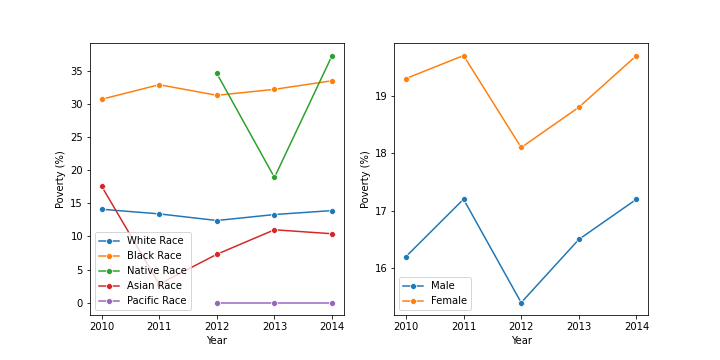 Poverty (%)
35
30
25
20
15
10
5
0
White Race
Black Race
Native Race
Asian Race
Pacific Race
2010 2011 2012 2013 2014
Year
Poverty (%)
19
18
17
16
Male
Female
2010 2011 2012 2013 2014
Year